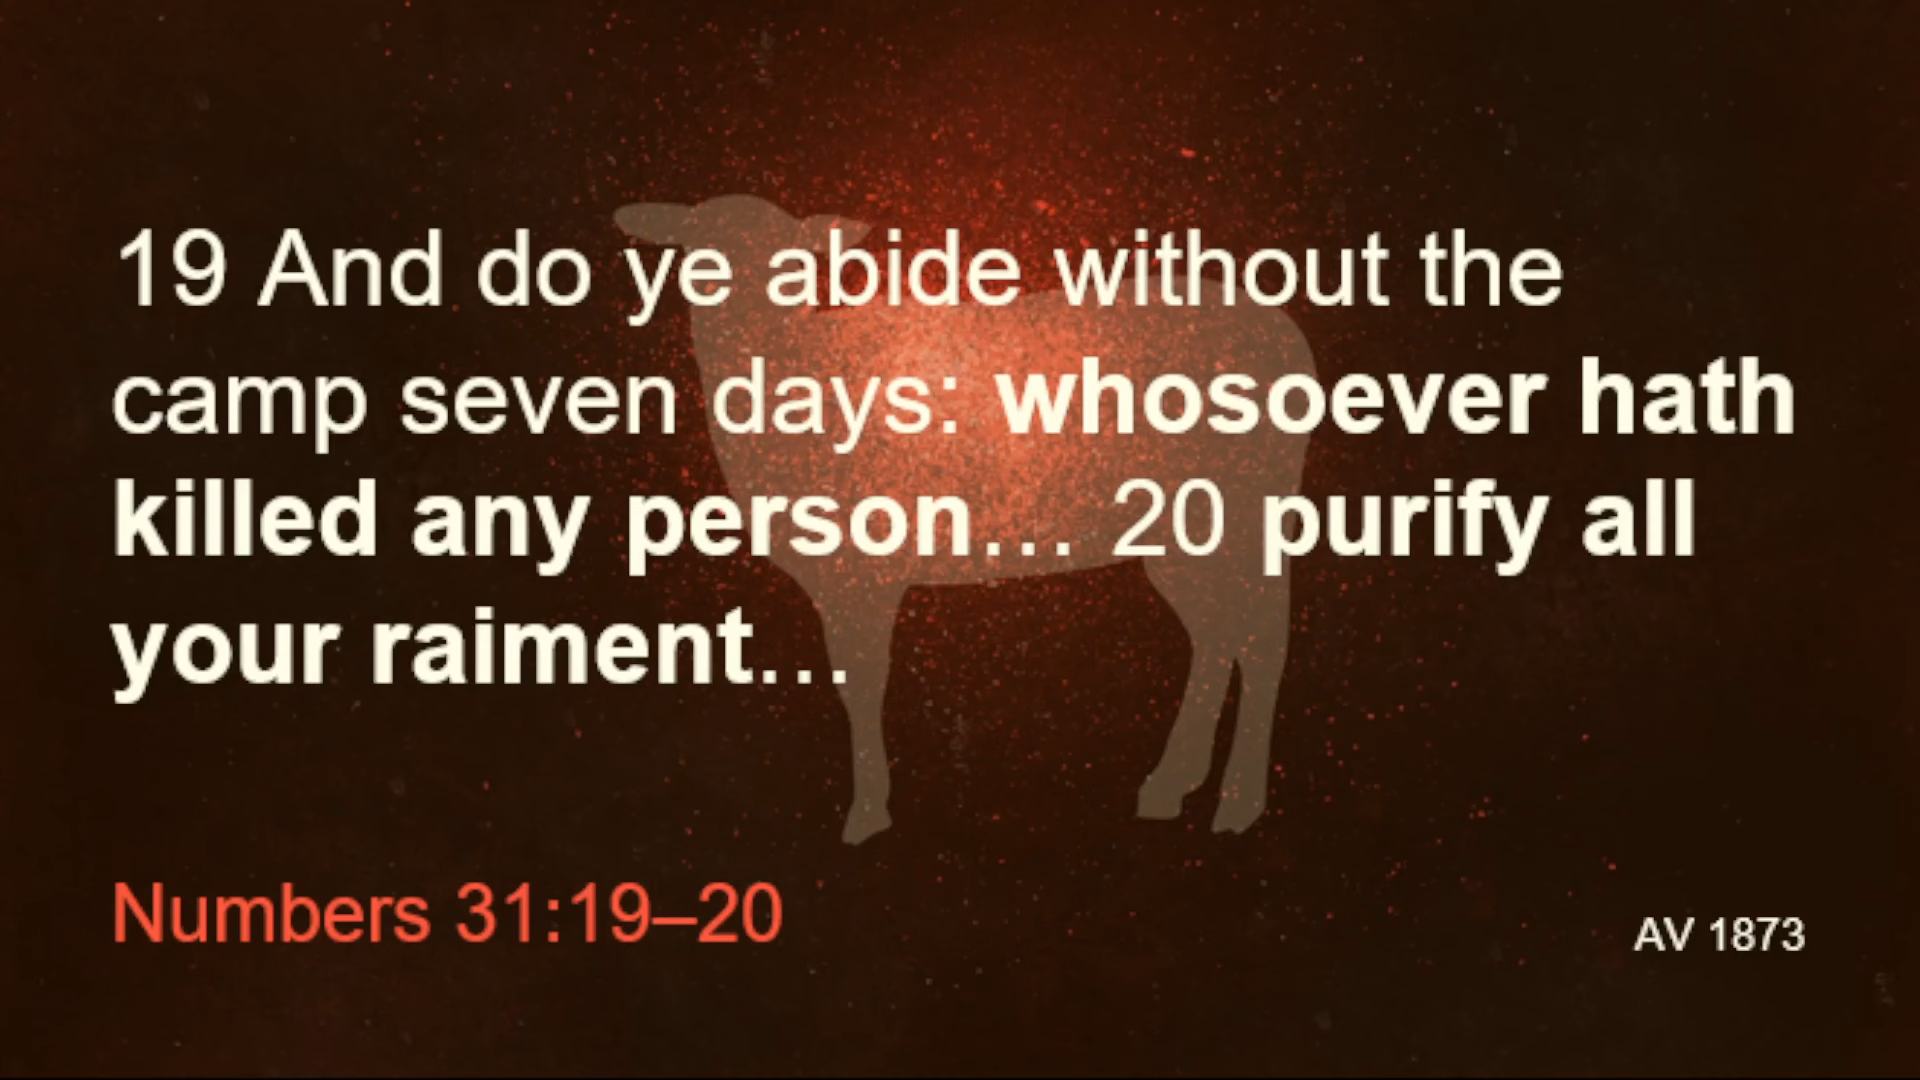 19 And do ye abide without the
camp seven days: whosoever hath
killed any person… 20 purify all
your raiment…
Numbers 31:19–20
AV 1873